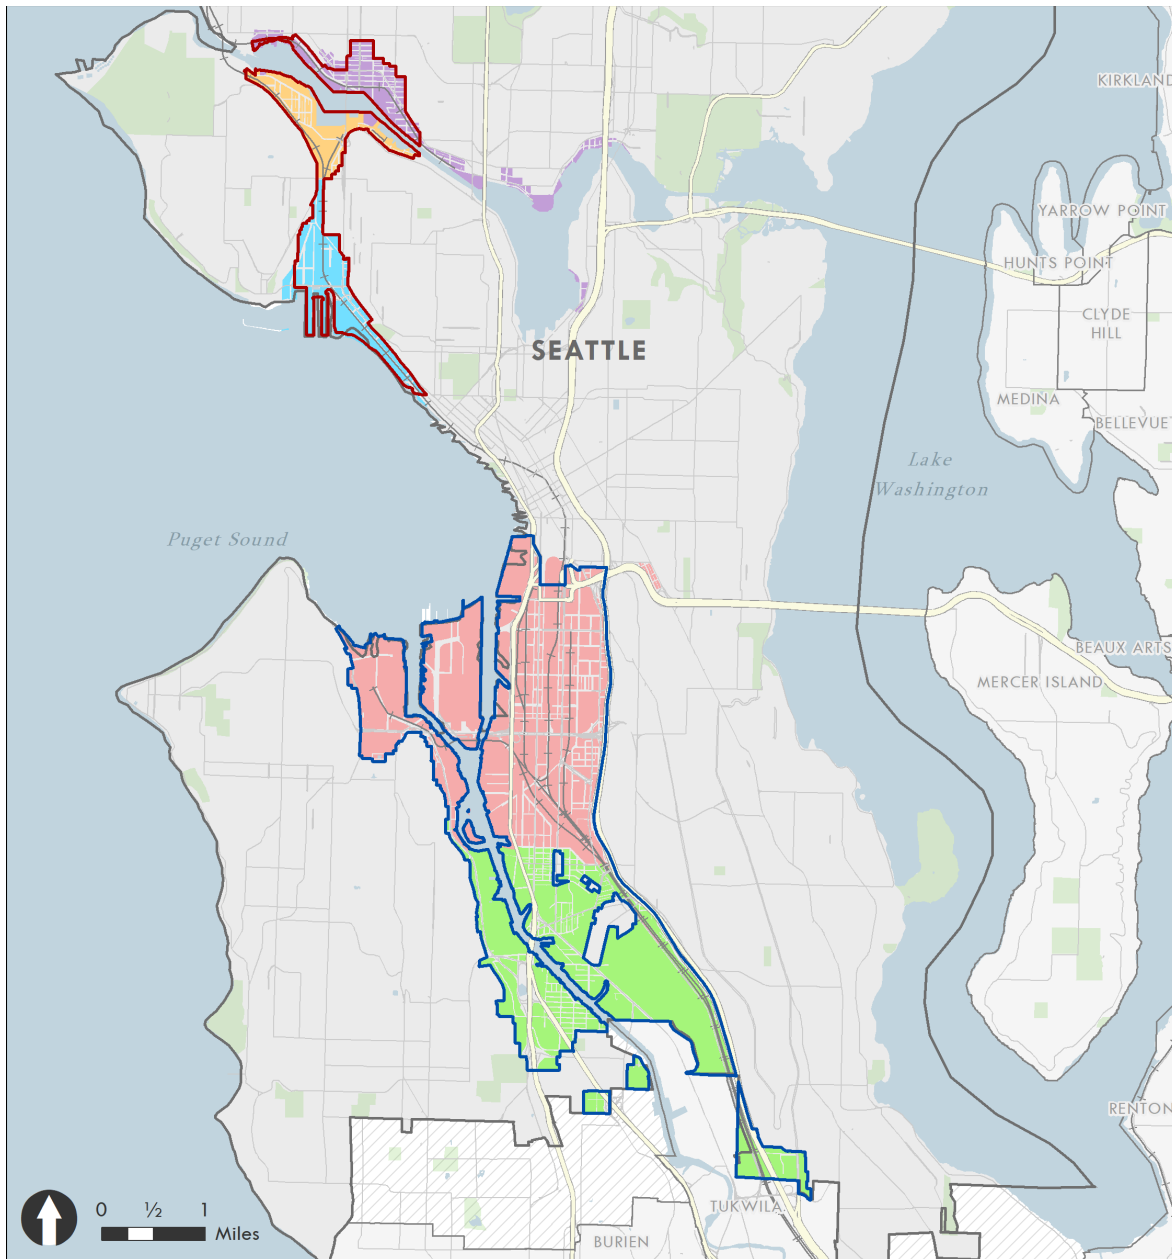 KIRKLAND
YARROW POINT
HUNTS POINT
CLYDE
HILL
SEATTLE
MEDINA
BELLEVUE
Lake
Washington
Puget Sound
BEAUX ARTS
MERCER ISLAND
RENTON
0 ½ 1
Miles
TUKWILA
BURIEN